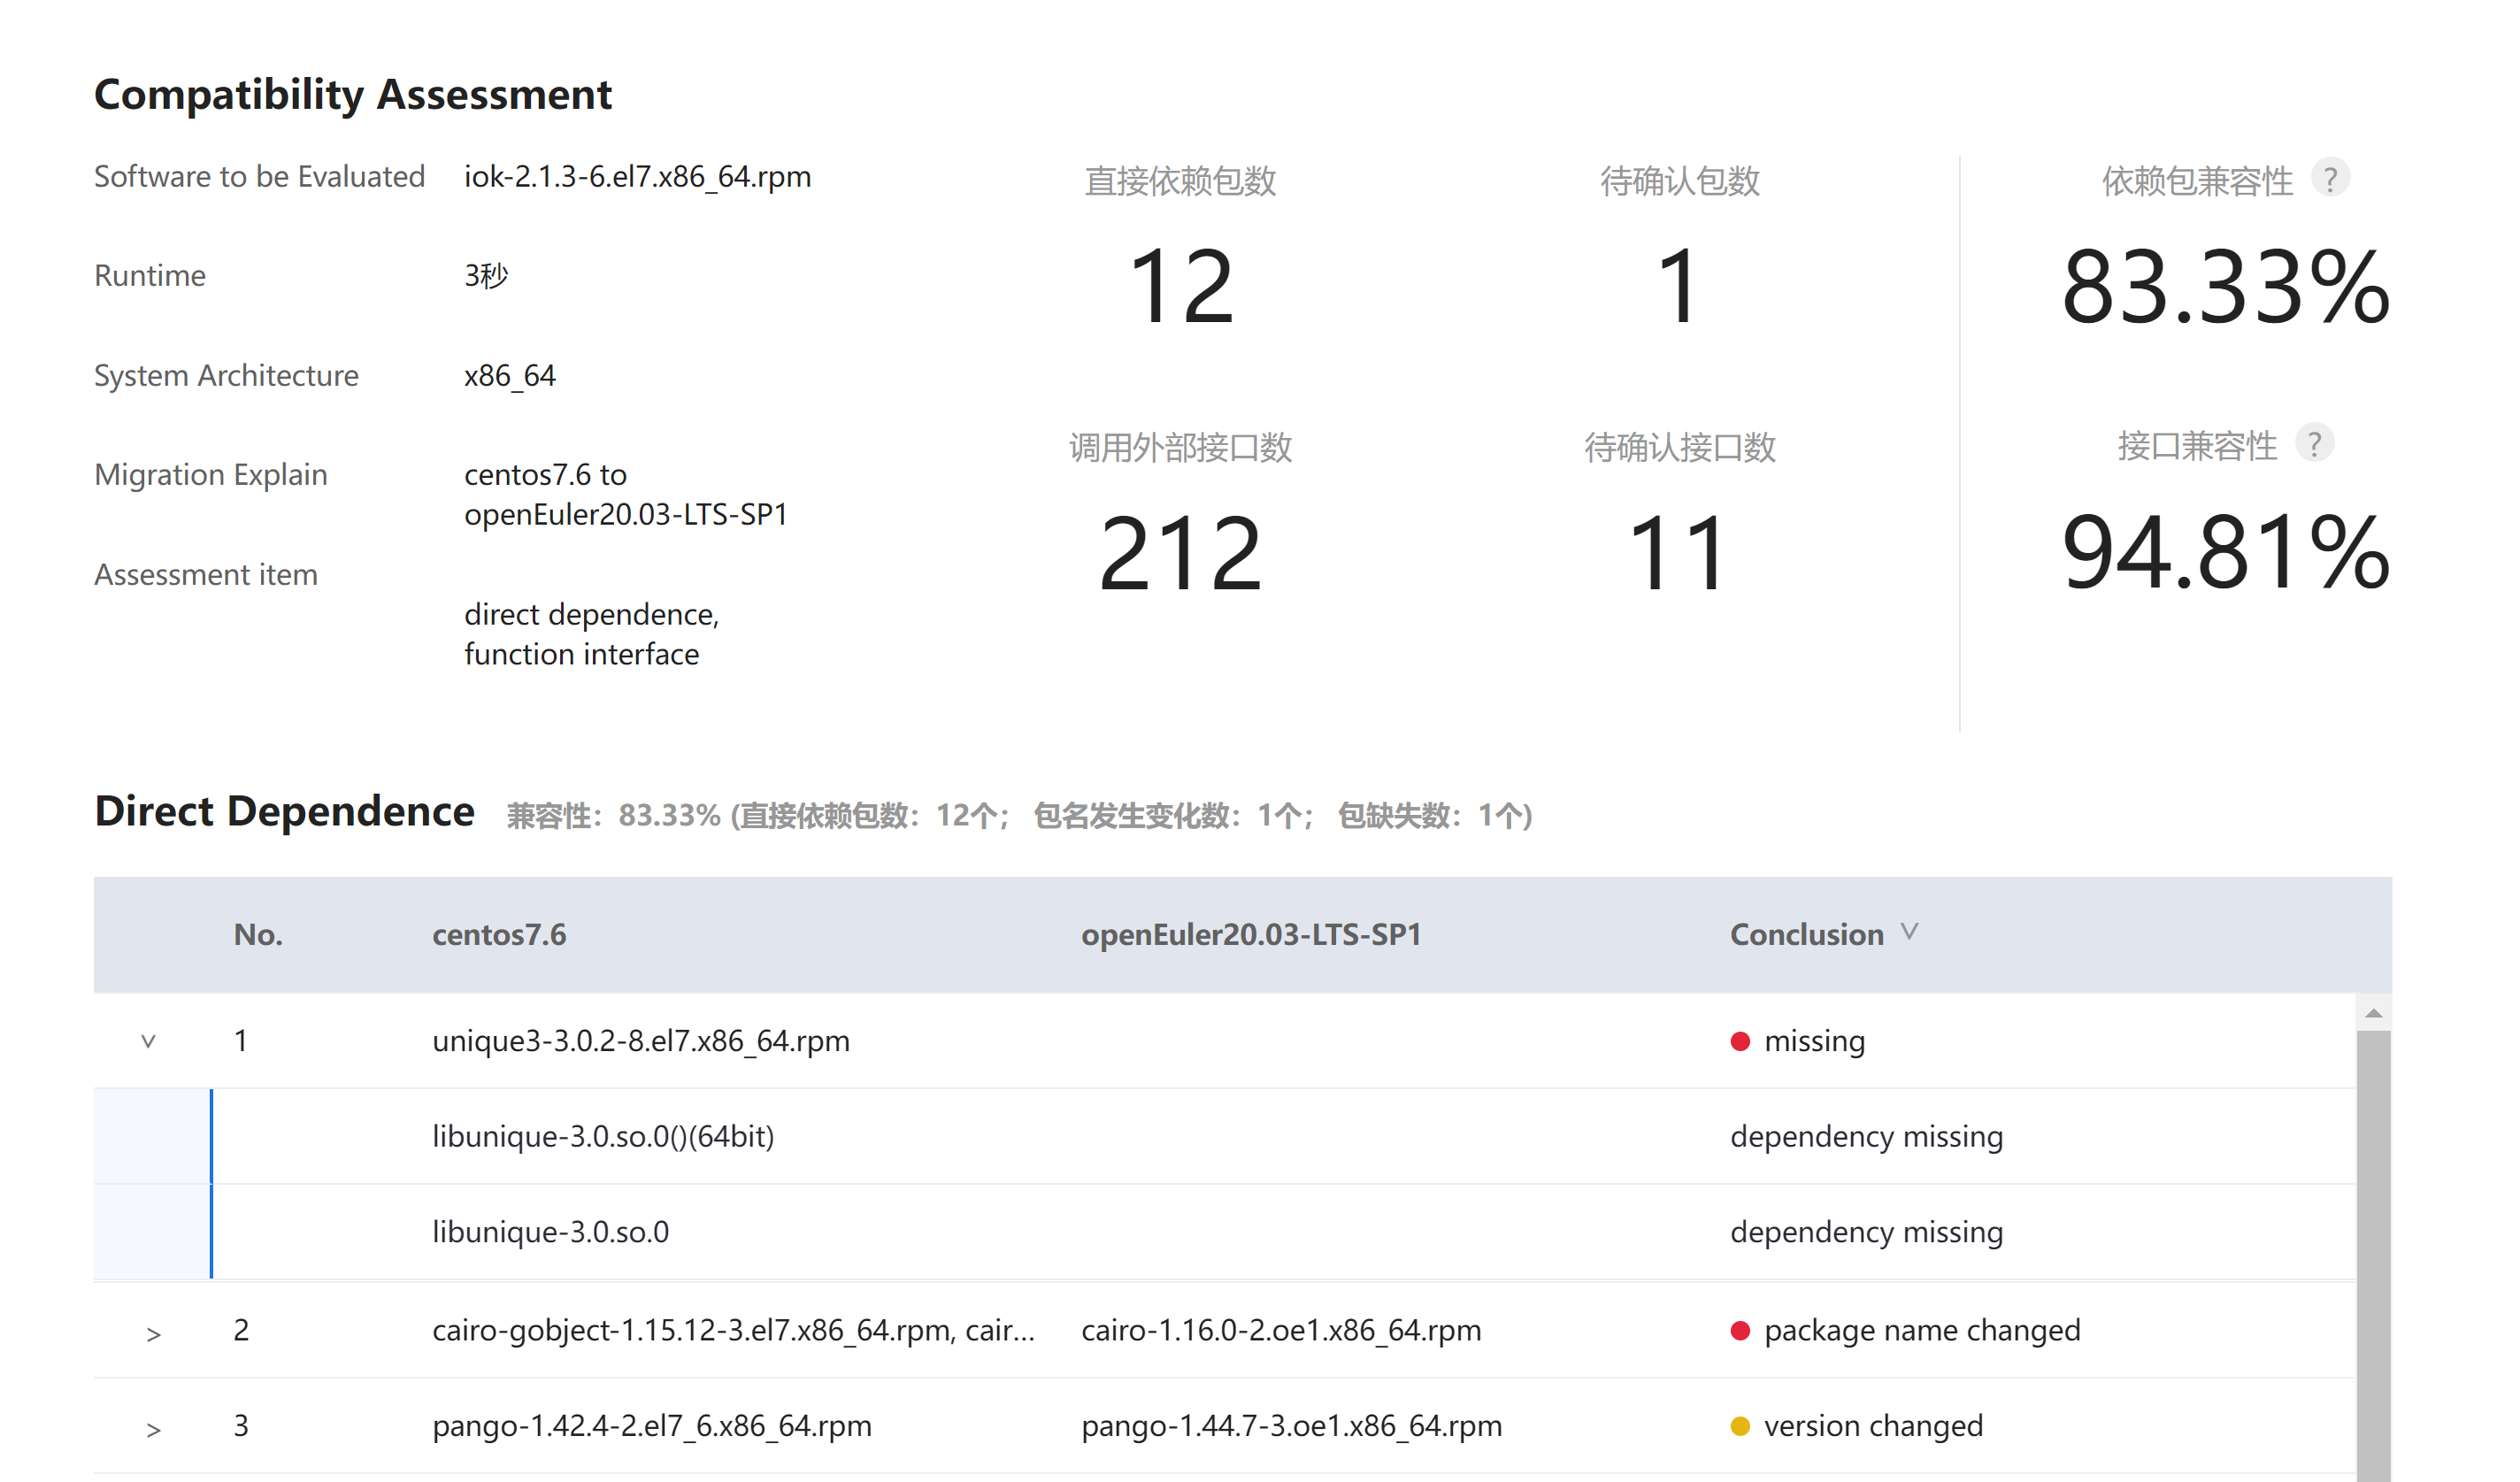 Compatibility Assessment
Software to be Evaluated iok-2.1.3-6.el7.x86_64.rpm
Runtime 3秒
System Architecture x86_64
Migration Explain centos7.6 to
openEuler20.03-LTS-SP1
Assessment item
direct dependence,
function interface
直接依赖包数
12
待确认包数
1
依赖包兼容性 ?
83.33%
调用外部接口数
212
待确认接口数
11
接口兼容性 ?
94.81%
Direct Dependence 兼容性：83.33% (直接依赖包数：12个； 包名发生变化数：1个； 包缺失数：1个)
No. centos7.6 openEuler20.03-LTS-SP1 Conclusion
1 unique3-3.0.2-8.el7.x86_64.rpm missing
libunique-3.0.so.0()(64bit) dependency missing
libunique-3.0.so.0 dependency missing
2 cairo-gobject-1.15.12-3.el7.x86_64.rpm, cair... cairo-1.16.0-2.oe1.x86_64.rpm package name changed
3 pango-1.42.4-2.el7_6.x86_64.rpm pango-1.44.7-3.oe1.x86_64.rpm version changed